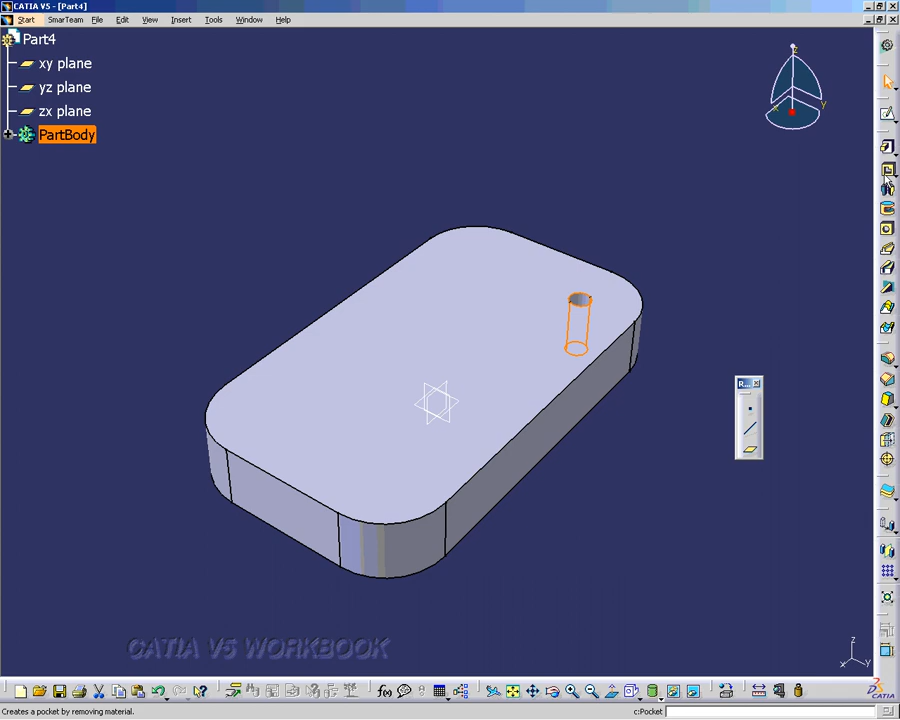 CATIA V5 - [Part4]
Start SmarTeam File Edit View Insert Tools Window Help
Part4
xy plane
yz plane
zx plane
PartBody
z
x
y
R...
CATIA V5 WORKBOOK
z
x
y
f(x)
Creates a pocket by removing material.
c:Pocket